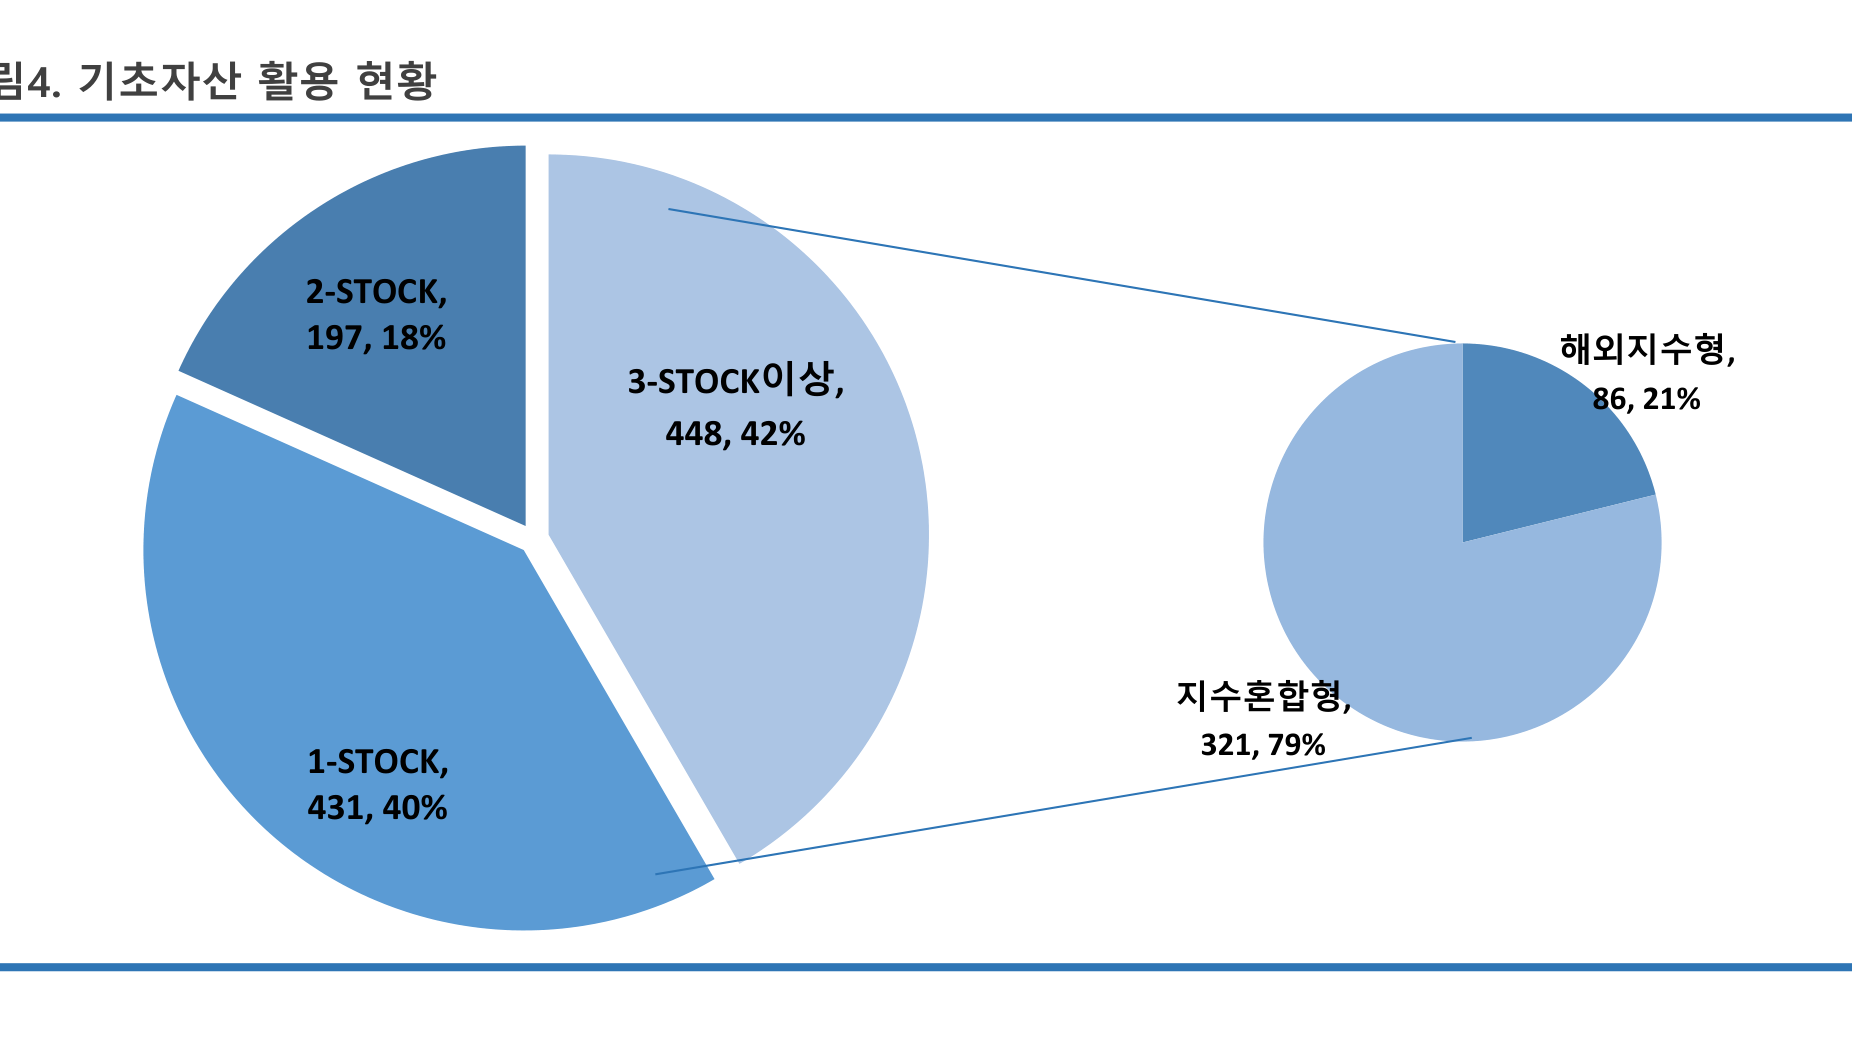 림4. 기초자산 활용 현황
2-STOCK,
197, 18%
3-STOCK이상,
448, 42%
해외지수형,
86, 21%
지수혼합형,
321, 79%
1-STOCK,
431, 40%